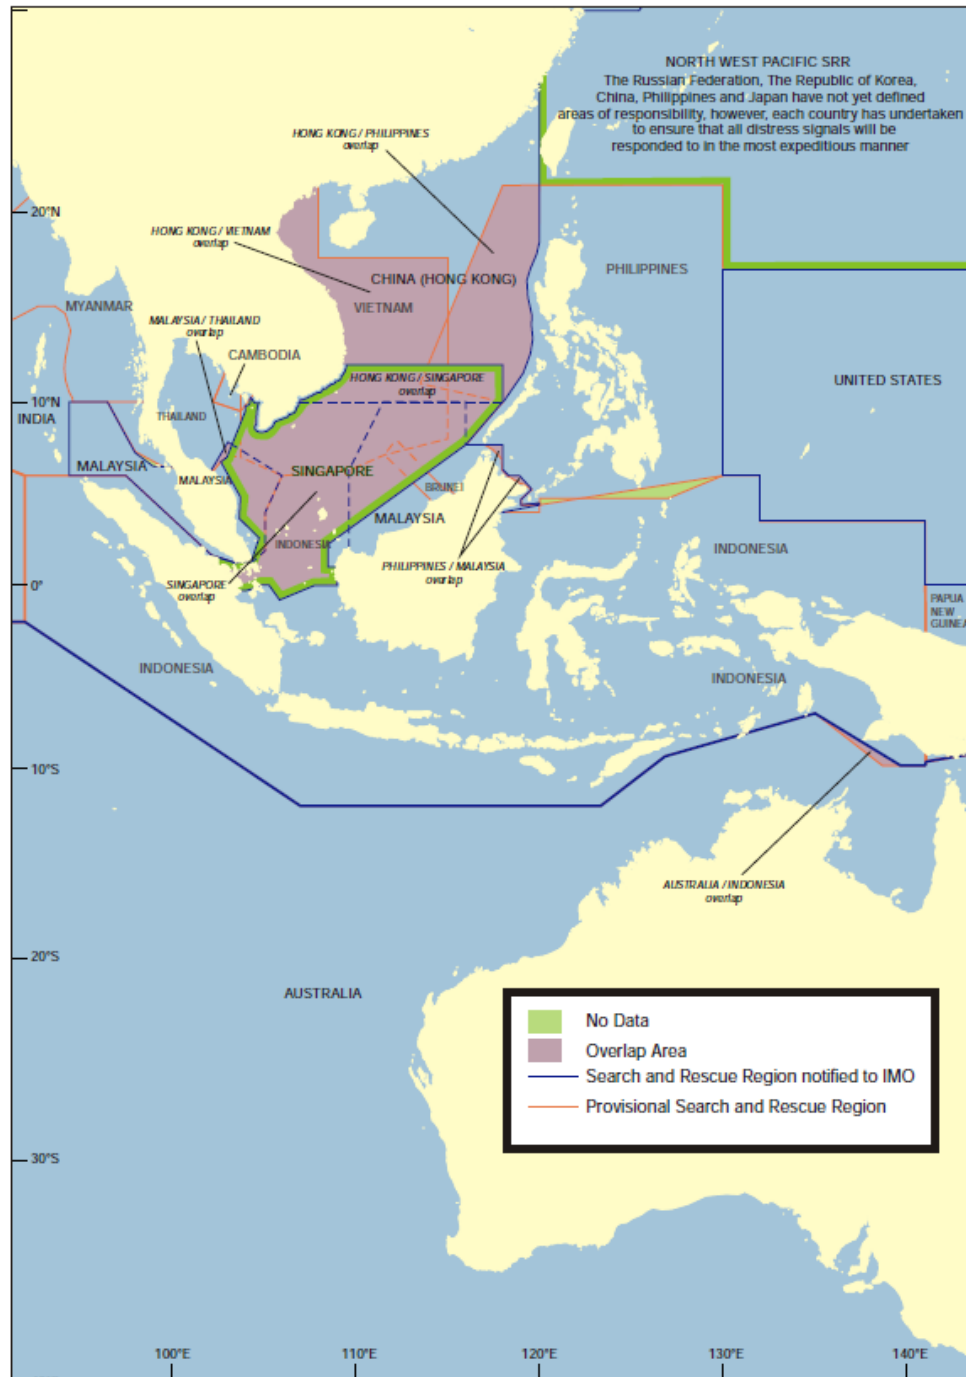 NORTH WEST PACIFIC SRR
The Russian Federation, The Republic of Korea,
China, Philippines and Japan have not yet defined
areas of responsibility, however, each country has undertaken
to ensure that all distress signals will be
responded to in the most expeditious manner
HONG KONG / PHILIPPINES
overlap
20°N
HONG KONG / VIETNAM
overlap
CHINA (HONG KONG)
PHILIPPINES
MYANMAR
VIETNAM
MALAYSIA / THAILAND
overlap
CAMBODIA
HONG KONG / SINGAPORE
overlap
UNITED STATES
10°N
INDIA
THAILAND
MALAYSIA
MALAYSIA
SINGAPORE
BRUNEI
MALAYSIA
INDONESIA
INDONESIA
PHILIPPINES / MALAYSIA
overlap
SINGAPORE
overlap
0°
PAPUA
NEW
GUINEA
INDONESIA
INDONESIA
10°S
AUSTRALIA / INDONESIA
overlap
20°S
AUSTRALIA
No Data
Overlap Area
Search and Rescue Region notified to IMO
Provisional Search and Rescue Region
30°S
100°E
110°E
120°E
130°E
140°E